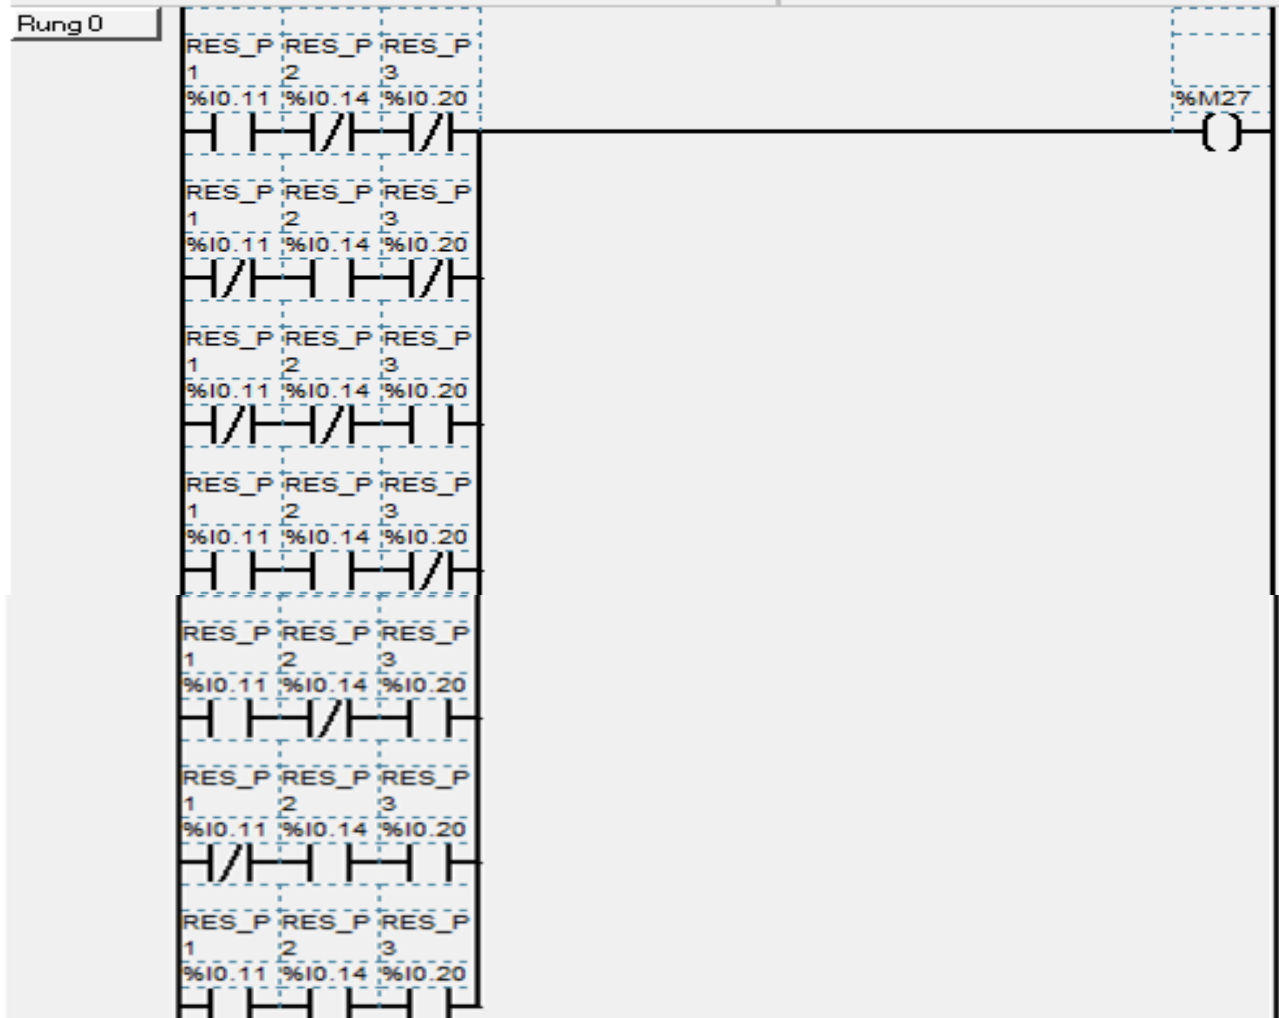 Rung 0
RES_P RES_P RES_P
1 2 3
%I0.11 %I0.14 %I0.20 %M27
RES_P RES_P RES_P
1 2 3
%I0.11 %I0.14 %I0.20
RES_P RES_P RES_P
1 2 3
%I0.11 %I0.14 %I0.20
RES_P RES_P RES_P
1 2 3
%I0.11 %I0.14 %I0.20
RES_P RES_P RES_P
1 2 3
%I0.11 %I0.14 %I0.20
RES_P RES_P RES_P
1 2 3
%I0.11 %I0.14 %I0.20
RES_P RES_P RES_P
1 2 3
%I0.11 %I0.14 %I0.20